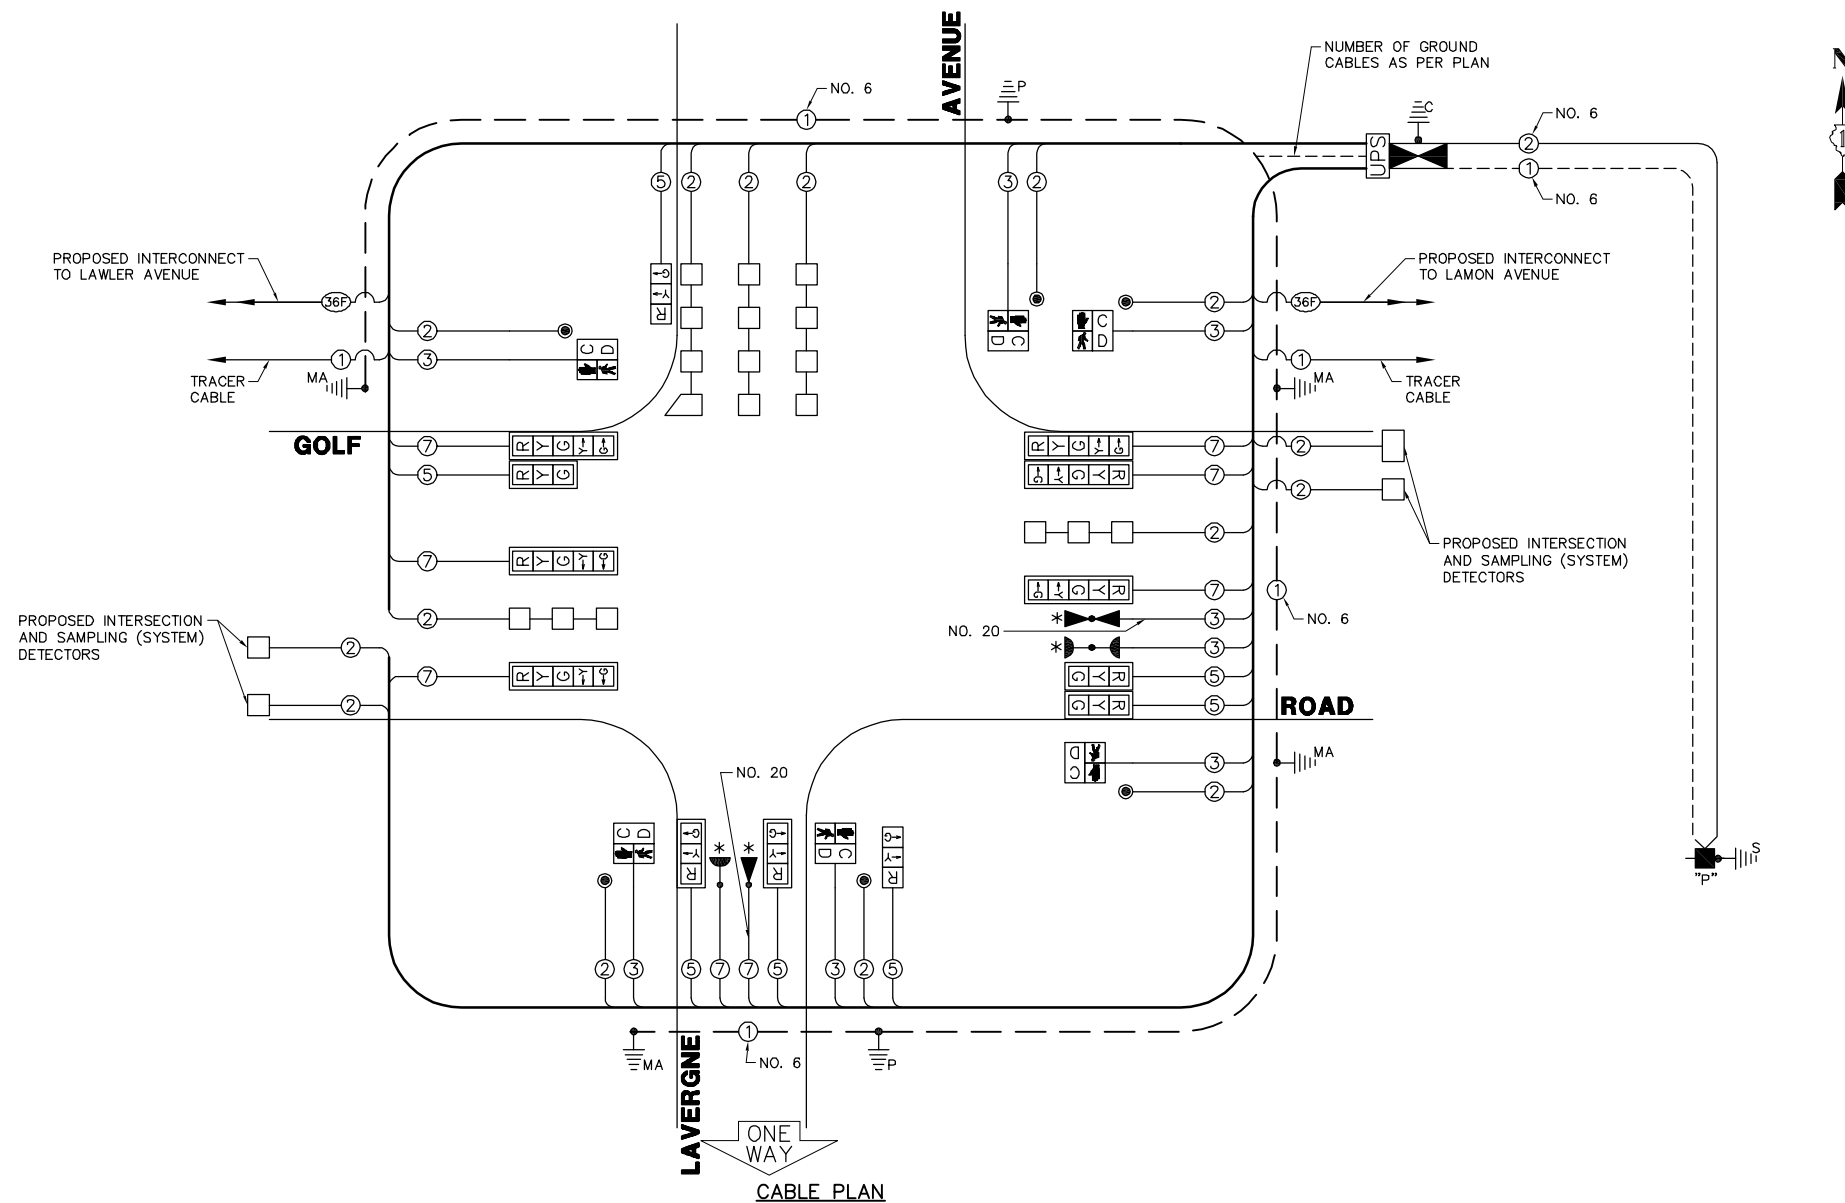 AVENUE
NUMBER OF GROUND
CABLES AS PER PLAN
N
NO. 6
1
P
C
NO. 6
2
UPS
1
NO. 6
5 2 2 2 3 2
PROPOSED INTERCONNECT
TO LAWLER AVENUE
36F
2
1
3
TRACER
CABLE
MA
C D
G Y R
D C
C
D
2
3
36F
PROPOSED INTERCONNECT
TO LAMON AVENUE
1
TRACER
CABLE
MA
GOLF
7 R Y G Y G
5 R Y G
R Y G Y G 7
G Y G Y R 7
2
2
2
7 R Y G Y G
PROPOSED INTERSECTION
AND SAMPLING (SYSTEM)
DETECTORS
G Y G Y R 7
1
NO. 6
* 3
NO. 20
* 3
2
PROPOSED INTERSECTION
AND SAMPLING (SYSTEM)
DETECTORS
2
2
7 R Y G Y G
G Y R 5
G Y R 5
ROAD
D
C
3
2
MA
NO. 20
C D
G Y R
*
*
G Y R
D C
G Y R
2 3 5 7 7 5 3 2 5
S
"P"
1
NO. 6
MA
P
LAVERGNE
ONE
WAY
CABLE PLAN